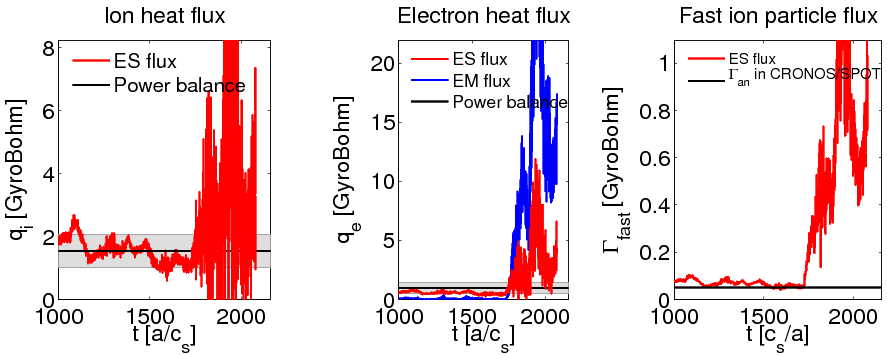 Ion heat flux
8
6
4
2
0
q_i [GyroBohm]
ES flux
Power balance
1000
1500
2000
t [a/c_s]
Electron heat flux
20
15
10
5
0
q_e [GyroBohm]
ES flux
EM flux
Power balance
1000
1500
2000
t [a/c_s]
Fast ion particle flux
1
0.8
0.6
0.4
0.2
0
Γ_fast [GyroBohm]
ES flux
Γ_an in CRONOS/SPOT
1000
1500
2000
t [c_s/a]